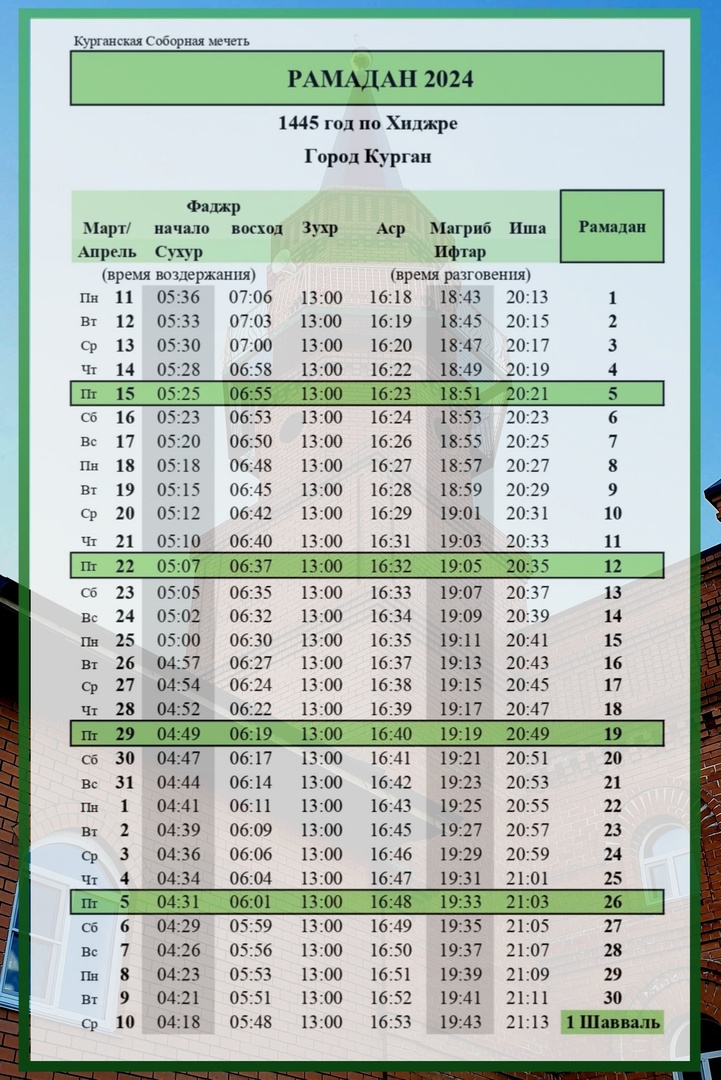 Курганская Соборная мечеть
РАМАДАН 2024
1445 год по Хиджре
Город Курган
Фаджр
Март/ начало восход Зухр Аср Магриб Иша Рамадан
Апрель Сухур Ифтар
(время воздержания) (время разговения)
Пн 11 05:36 07:06 13:00 16:18 18:43 20:13 1
Вт 12 05:33 07:03 13:00 16:19 18:45 20:15 2
Ср 13 05:30 07:00 13:00 16:20 18:47 20:17 3
Чт 14 05:28 06:58 13:00 16:22 18:49 20:19 4
Пт 15 05:25 06:55 13:00 16:23 18:51 20:21 5
Сб 16 05:23 06:53 13:00 16:24 18:53 20:23 6
Вс 17 05:20 06:50 13:00 16:26 18:55 20:25 7
Пн 18 05:18 06:48 13:00 16:27 18:57 20:27 8
Вт 19 05:15 06:45 13:00 16:28 18:59 20:29 9
Ср 20 05:12 06:42 13:00 16:29 19:01 20:31 10
Чт 21 05:10 06:40 13:00 16:31 19:03 20:33 11
Пт 22 05:07 06:37 13:00 16:32 19:05 20:35 12
Сб 23 05:05 06:35 13:00 16:33 19:07 20:37 13
Вс 24 05:02 06:32 13:00 16:34 19:09 20:39 14
Пн 25 05:00 06:30 13:00 16:35 19:11 20:41 15
Вт 26 04:57 06:27 13:00 16:37 19:13 20:43 16
Ср 27 04:54 06:24 13:00 16:38 19:15 20:45 17
Чт 28 04:52 06:22 13:00 16:39 19:17 20:47 18
Пт 29 04:49 06:19 13:00 16:40 19:19 20:49 19
Сб 30 04:47 06:17 13:00 16:41 19:21 20:51 20
Вс 31 04:44 06:14 13:00 16:42 19:23 20:53 21
Пн 1 04:41 06:11 13:00 16:43 19:25 20:55 22
Вт 2 04:39 06:09 13:00 16:45 19:27 20:57 23
Ср 3 04:36 06:06 13:00 16:46 19:29 20:59 24
Чт 4 04:34 06:04 13:00 16:47 19:31 21:01 25
Пт 5 04:31 06:01 13:00 16:48 19:33 21:03 26
Сб 6 04:29 05:59 13:00 16:49 19:35 21:05 27
Вс 7 04:26 05:56 13:00 16:50 19:37 21:07 28
Пн 8 04:23 05:53 13:00 16:51 19:39 21:09 29
Вт 9 04:21 05:51 13:00 16:52 19:41 21:11 30
Ср 10 04:18 05:48 13:00 16:53 19:43 21:13 1 Шавваль